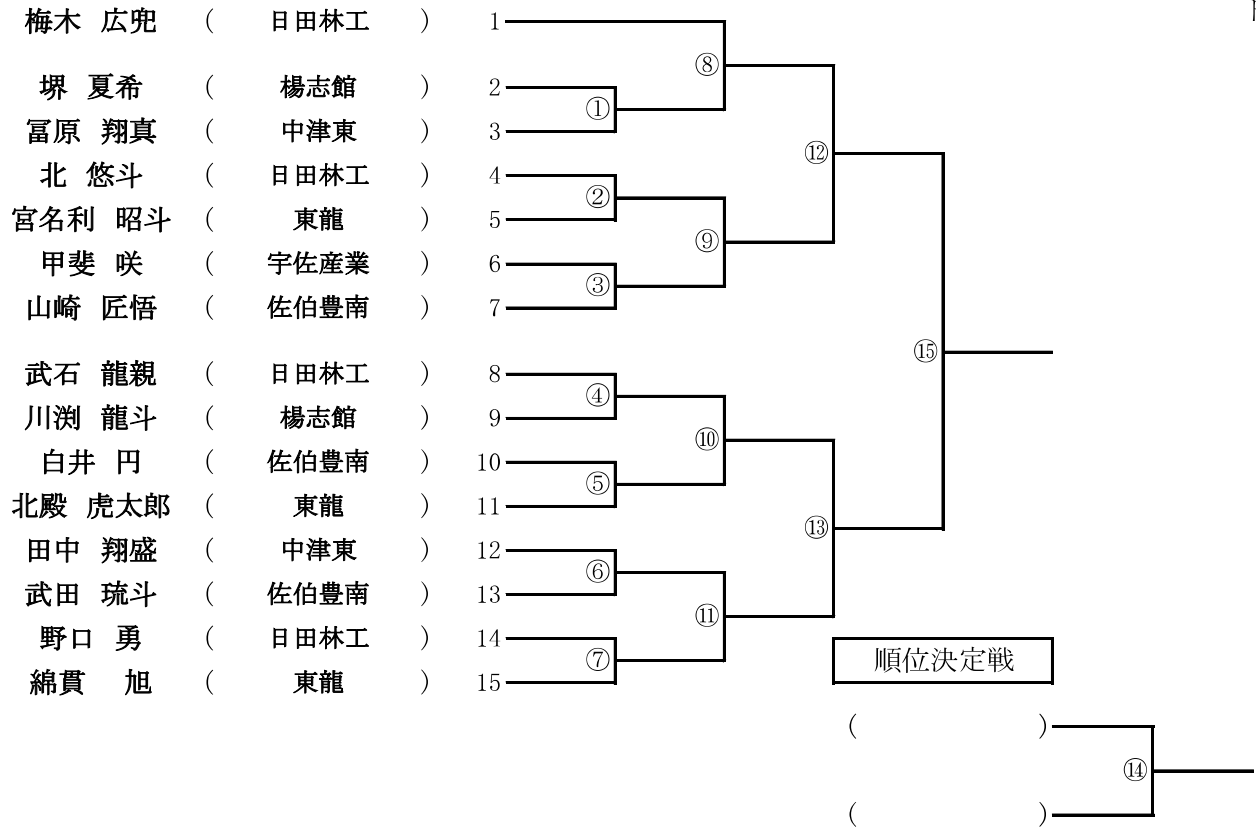 梅木 広兜 ( 日田林工 ) 1
⑧
堺 夏希 ( 楊志館 ) 2
①
冨原 翔真 ( 中津東 ) 3
⑫
北 悠斗 ( 日田林工 ) 4
②
宮名利 昭斗 ( 東龍 ) 5
⑨
甲斐 咲 ( 宇佐産業 ) 6
③
山崎 匠悟 ( 佐伯豊南 ) 7
⑮
武石 龍親 ( 日田林工 ) 8
④
川渕 龍斗 ( 楊志館 ) 9
⑩
白井 円 ( 佐伯豊南 ) 10
⑤
北殿 虎太郎 ( 東龍 ) 11
⑬
田中 翔盛 ( 中津東 ) 12
⑥
武田 琉斗 ( 佐伯豊南 ) 13
⑪
野口 勇 ( 日田林工 ) 14
⑦
順位決定戦
綿貫 旭 ( 東龍 ) 15
( )
⑭
( )